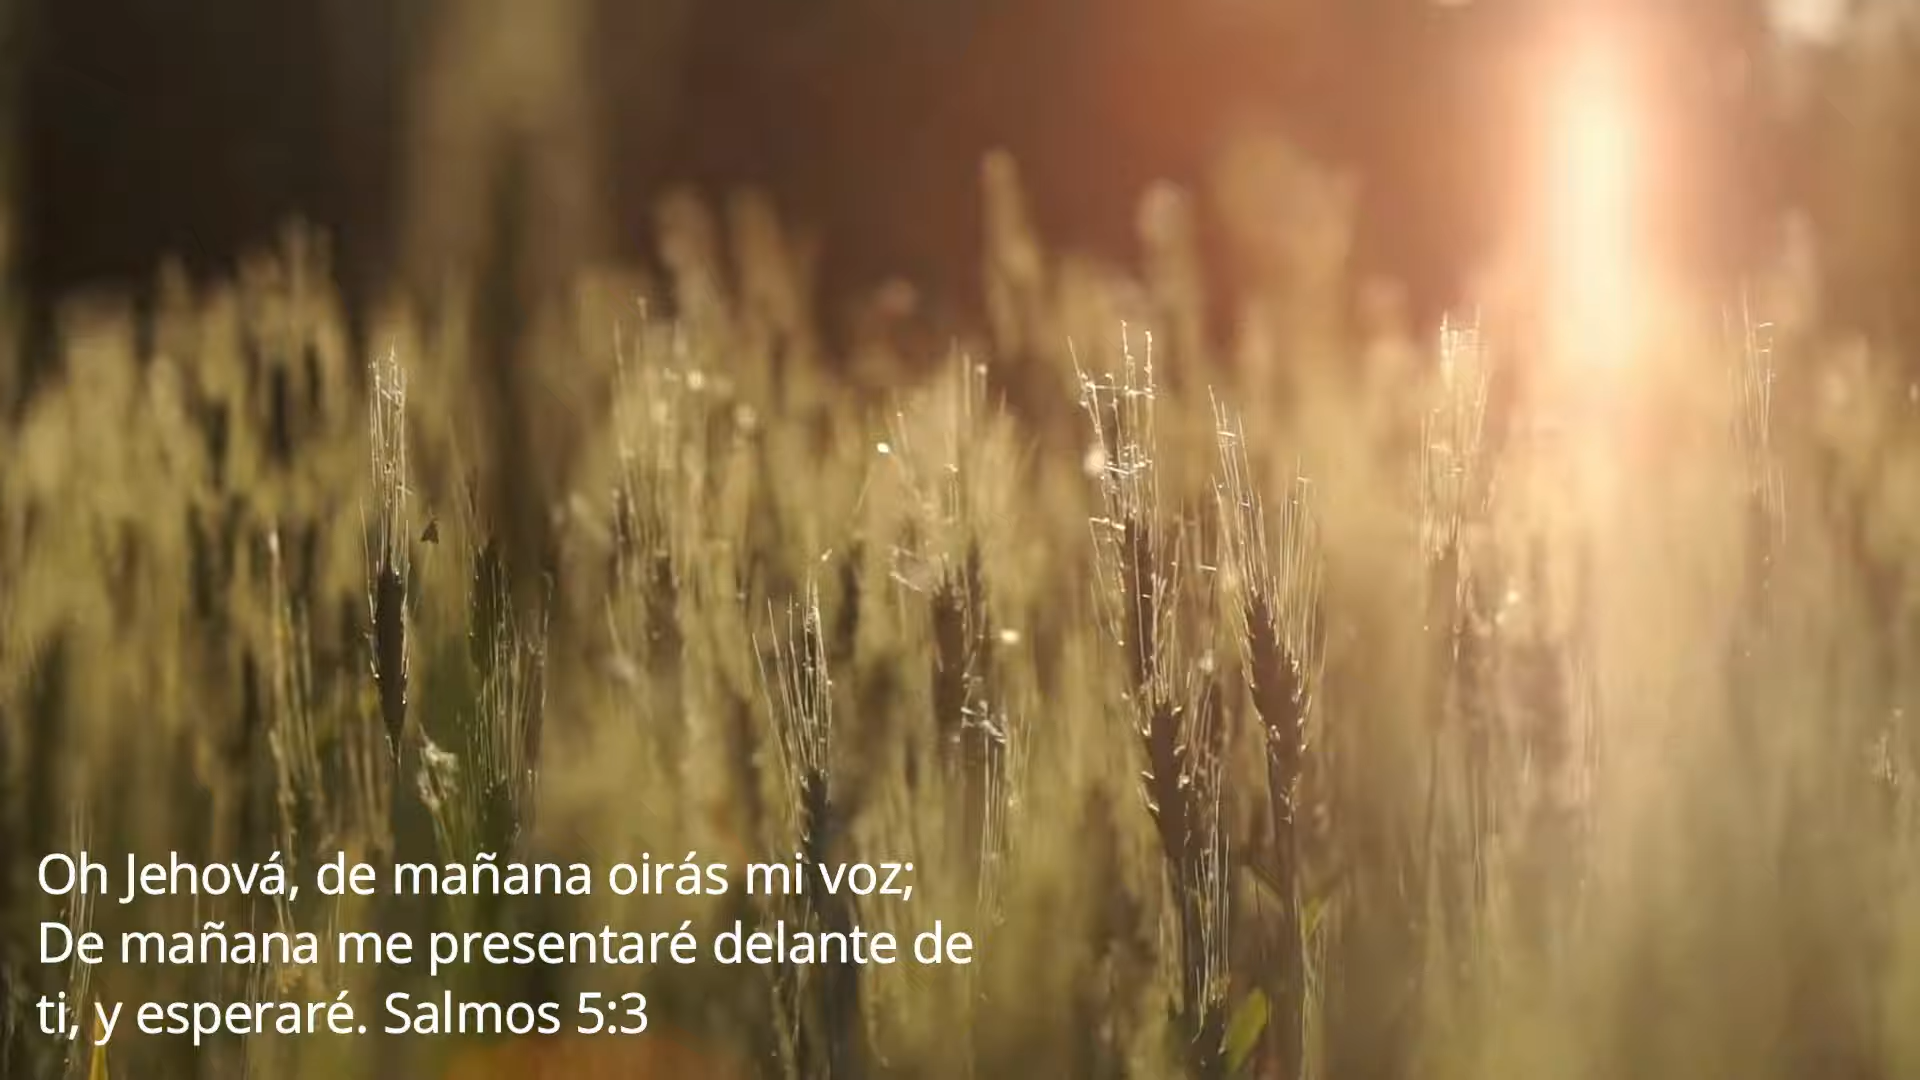 Oh Jehová, de mañana oirás mi voz;
De mañana me presentaré delante de
ti, y esperaré. Salmos 5:3